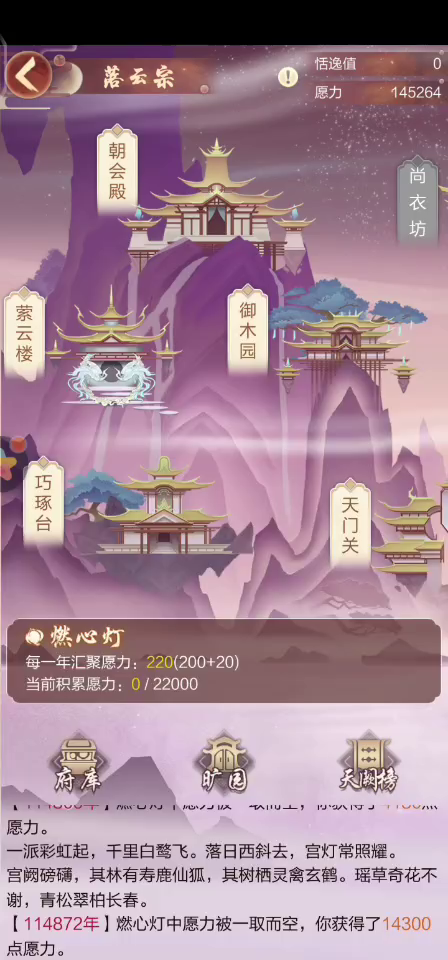 落云宗
恬逸值 0
愿力 145264
朝会殿
尚衣坊
萦云楼
御木园
巧琢台
天门关
燃心灯
每一年汇聚愿力：220(200+20)
当前积累愿力：0 / 22000
府库
旷园
天阙榜
愿力。
一派彩虹起，千里白鹜飞。落日西斜去，宫灯常照耀。
宫阙磅礴，其林有寿鹿仙狐，其树栖灵禽玄鹤。瑶草奇花不
谢，青松翠柏长春。
【114872年】燃心灯中愿力被一取而空，你获得了14300
点愿力。